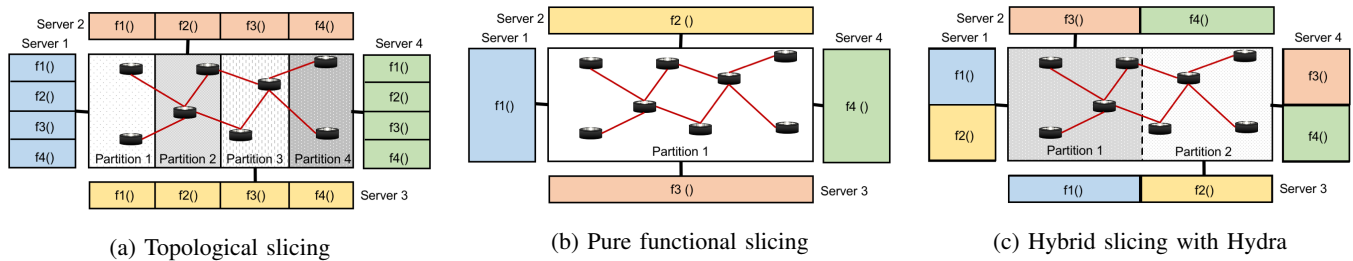 Server 2
f1() f2() f3() f4()
Server 1
Server 4
f1()
f2()
f3()
f4()
f1()
f2()
f3()
f4()
Partition 1 Partition 2 Partition 3 Partition 4
f1() f2() f3() f4()
Server 3
(a) Topological slicing
Server 2
f2 ()
Server 1
Server 4
f1()
f4 ()
Partition 1
f3 ()
Server 3
(b) Pure functional slicing
Server 2
f3() f4()
Server 1
Server 4
f1()
f2()
f3()
f4()
Partition 1 Partition 2
f1() f2()
Server 3
(c) Hybrid slicing with Hydra